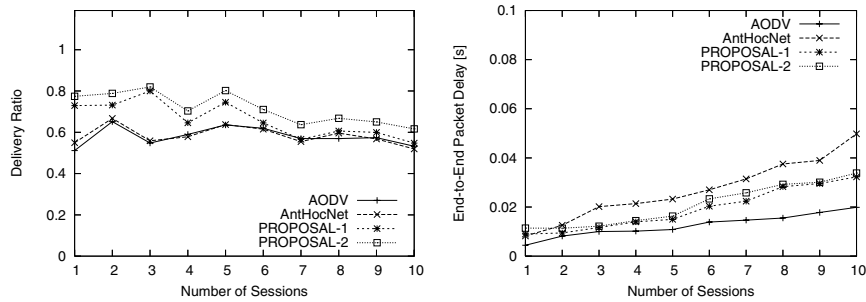 Delivery Ratio
1
0.8
0.6
0.4
0.2
0
1 2 3 4 5 6 7 8 9 10
Number of Sessions
AODV
AntHocNet
PROPOSAL-1
PROPOSAL-2
End-to-End Packet Delay [s]
0.1
0.08
0.06
0.04
0.02
0
1 2 3 4 5 6 7 8 9 10
Number of Sessions
AODV
AntHocNet
PROPOSAL-1
PROPOSAL-2